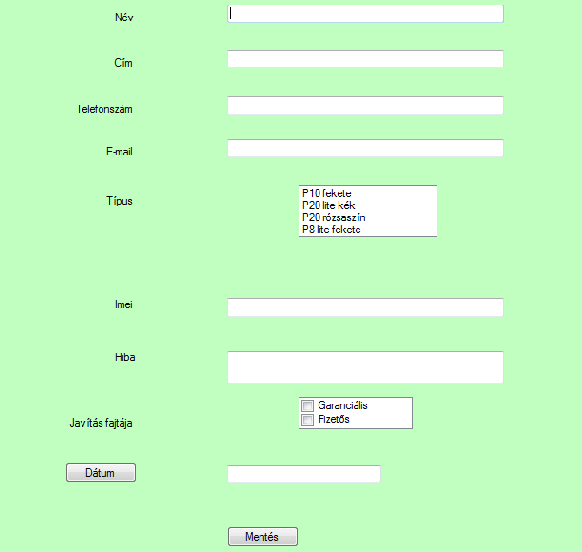 Név
Cím
Telefonszám
E-mail
Típus
P10 fekete
P20 lite kék
P20 rózsaszín
P8 lite fekete
Imei
Hiba
Javítás fajtája
Garanciális
Fizetős
Dátum
Mentés